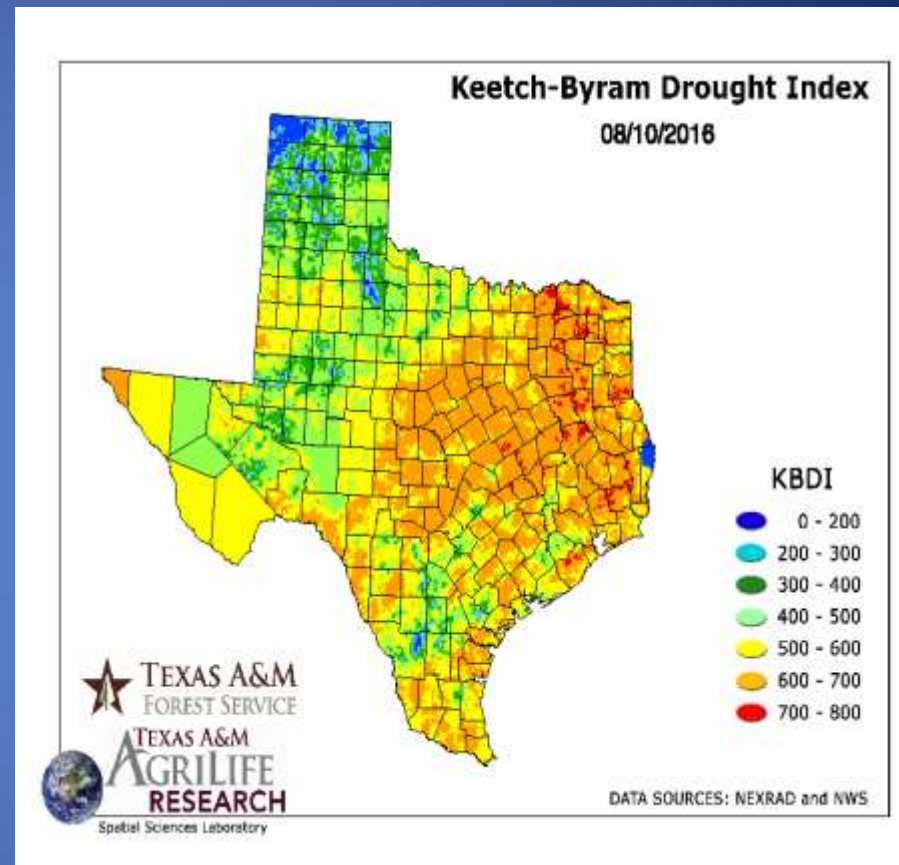 Keetch-Byram Drought Index
08/10/2016
KBDI
0 - 200
200 - 300
300 - 400
400 - 500
500 - 600
600 - 700
700 - 800
TEXAS A&M
FOREST SERVICE
TEXAS A&M
AGRILIFE
RESEARCH
Spatial Sciences Laboratory
DATA SOURCES: NEXRAD and NWS